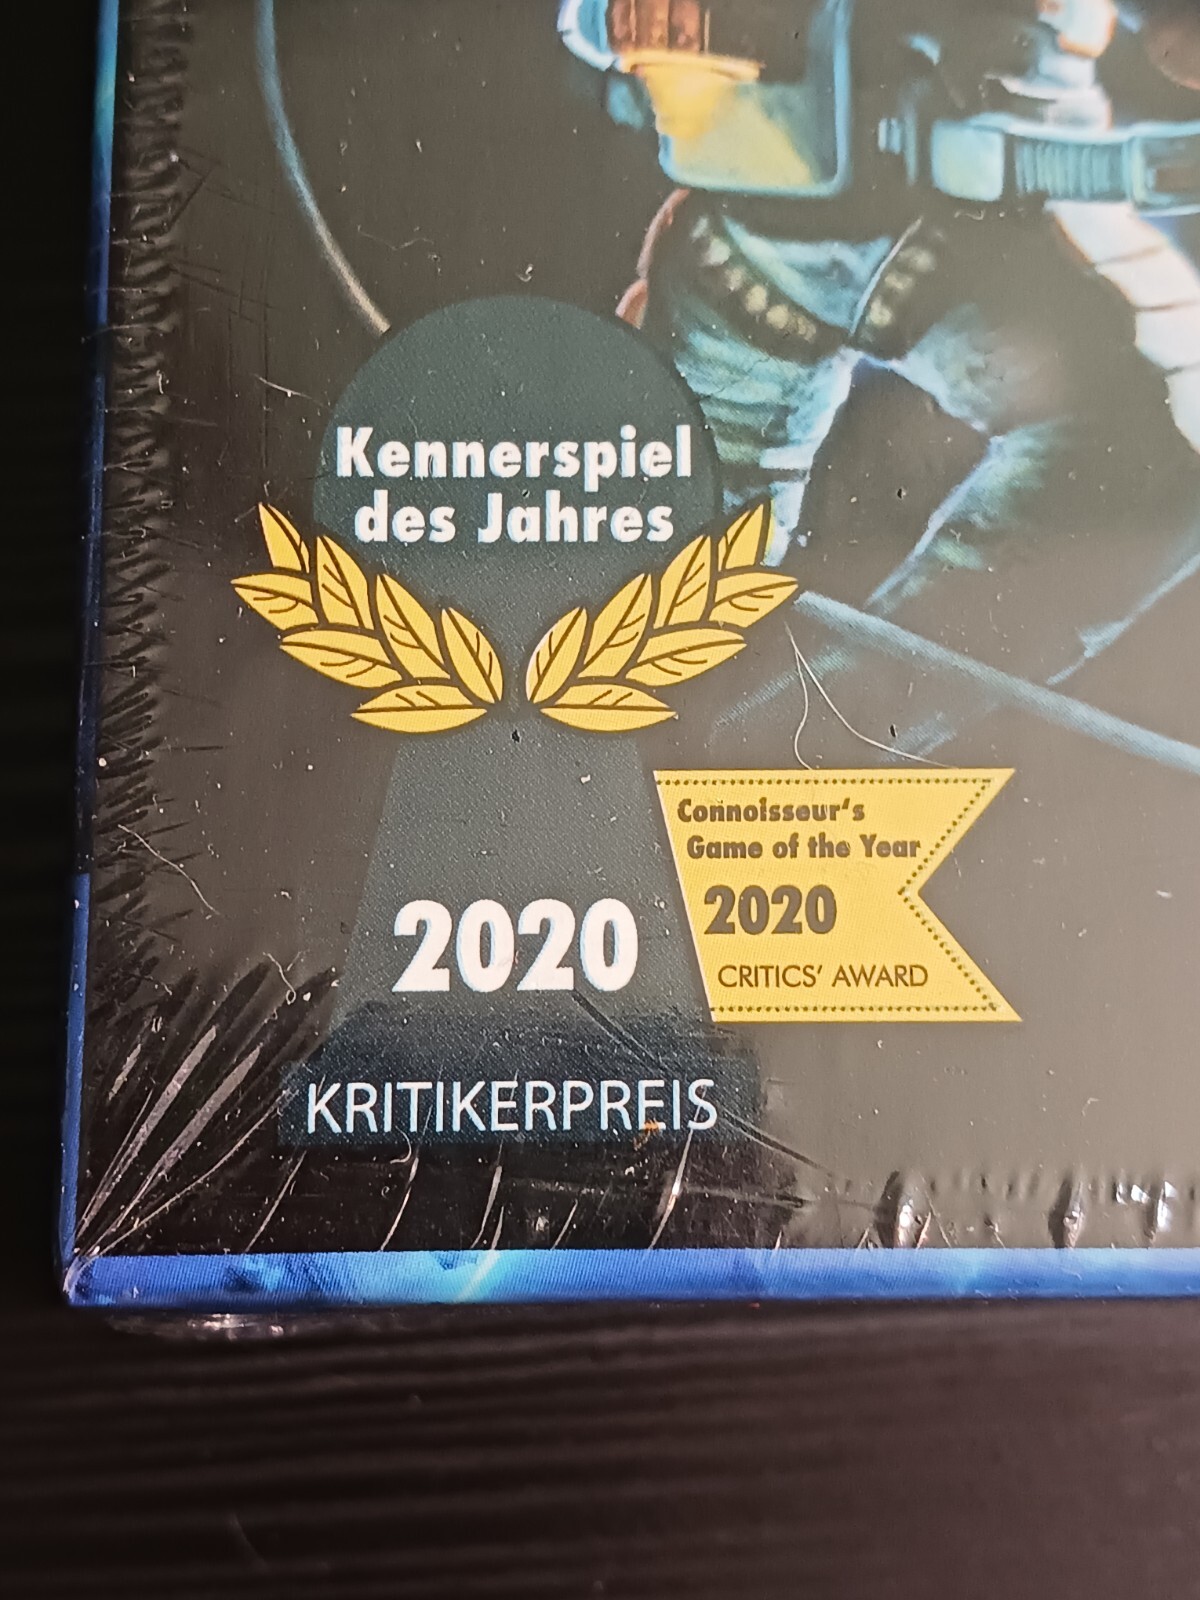 Kennerspiel
des Jahres
2020
KRITIKERPREIS
Connoisseur's
Game of the Year
2020
CRITICS' AWARD